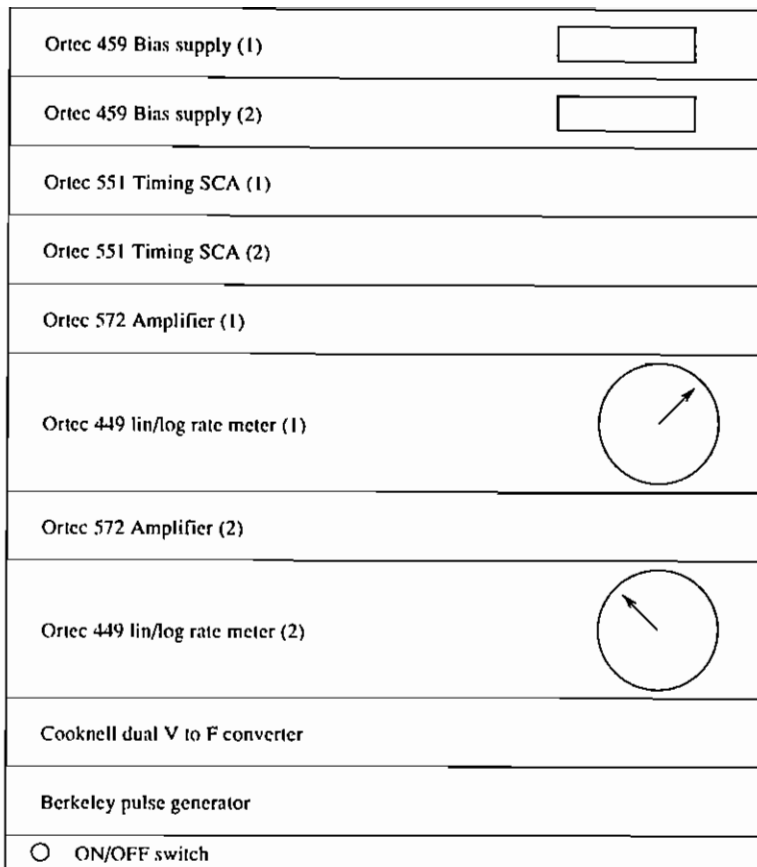 Ortec 459 Bias supply (1)
Ortec 459 Bias supply (2)
Ortec 551 Timing SCA (1)
Ortec 551 Timing SCA (2)
Ortec 572 Amplifier (1)
Ortec 449 lin/log rate meter (1)
Ortec 572 Amplifier (2)
Ortec 449 lin/log rate meter (2)
Cooknell dual V to F converter
Berkeley pulse generator
ON/OFF switch